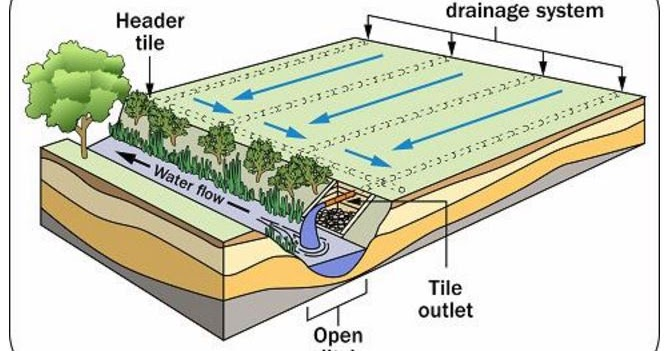 Header
tile
drainage system
Water flow
Tile
outlet
Open